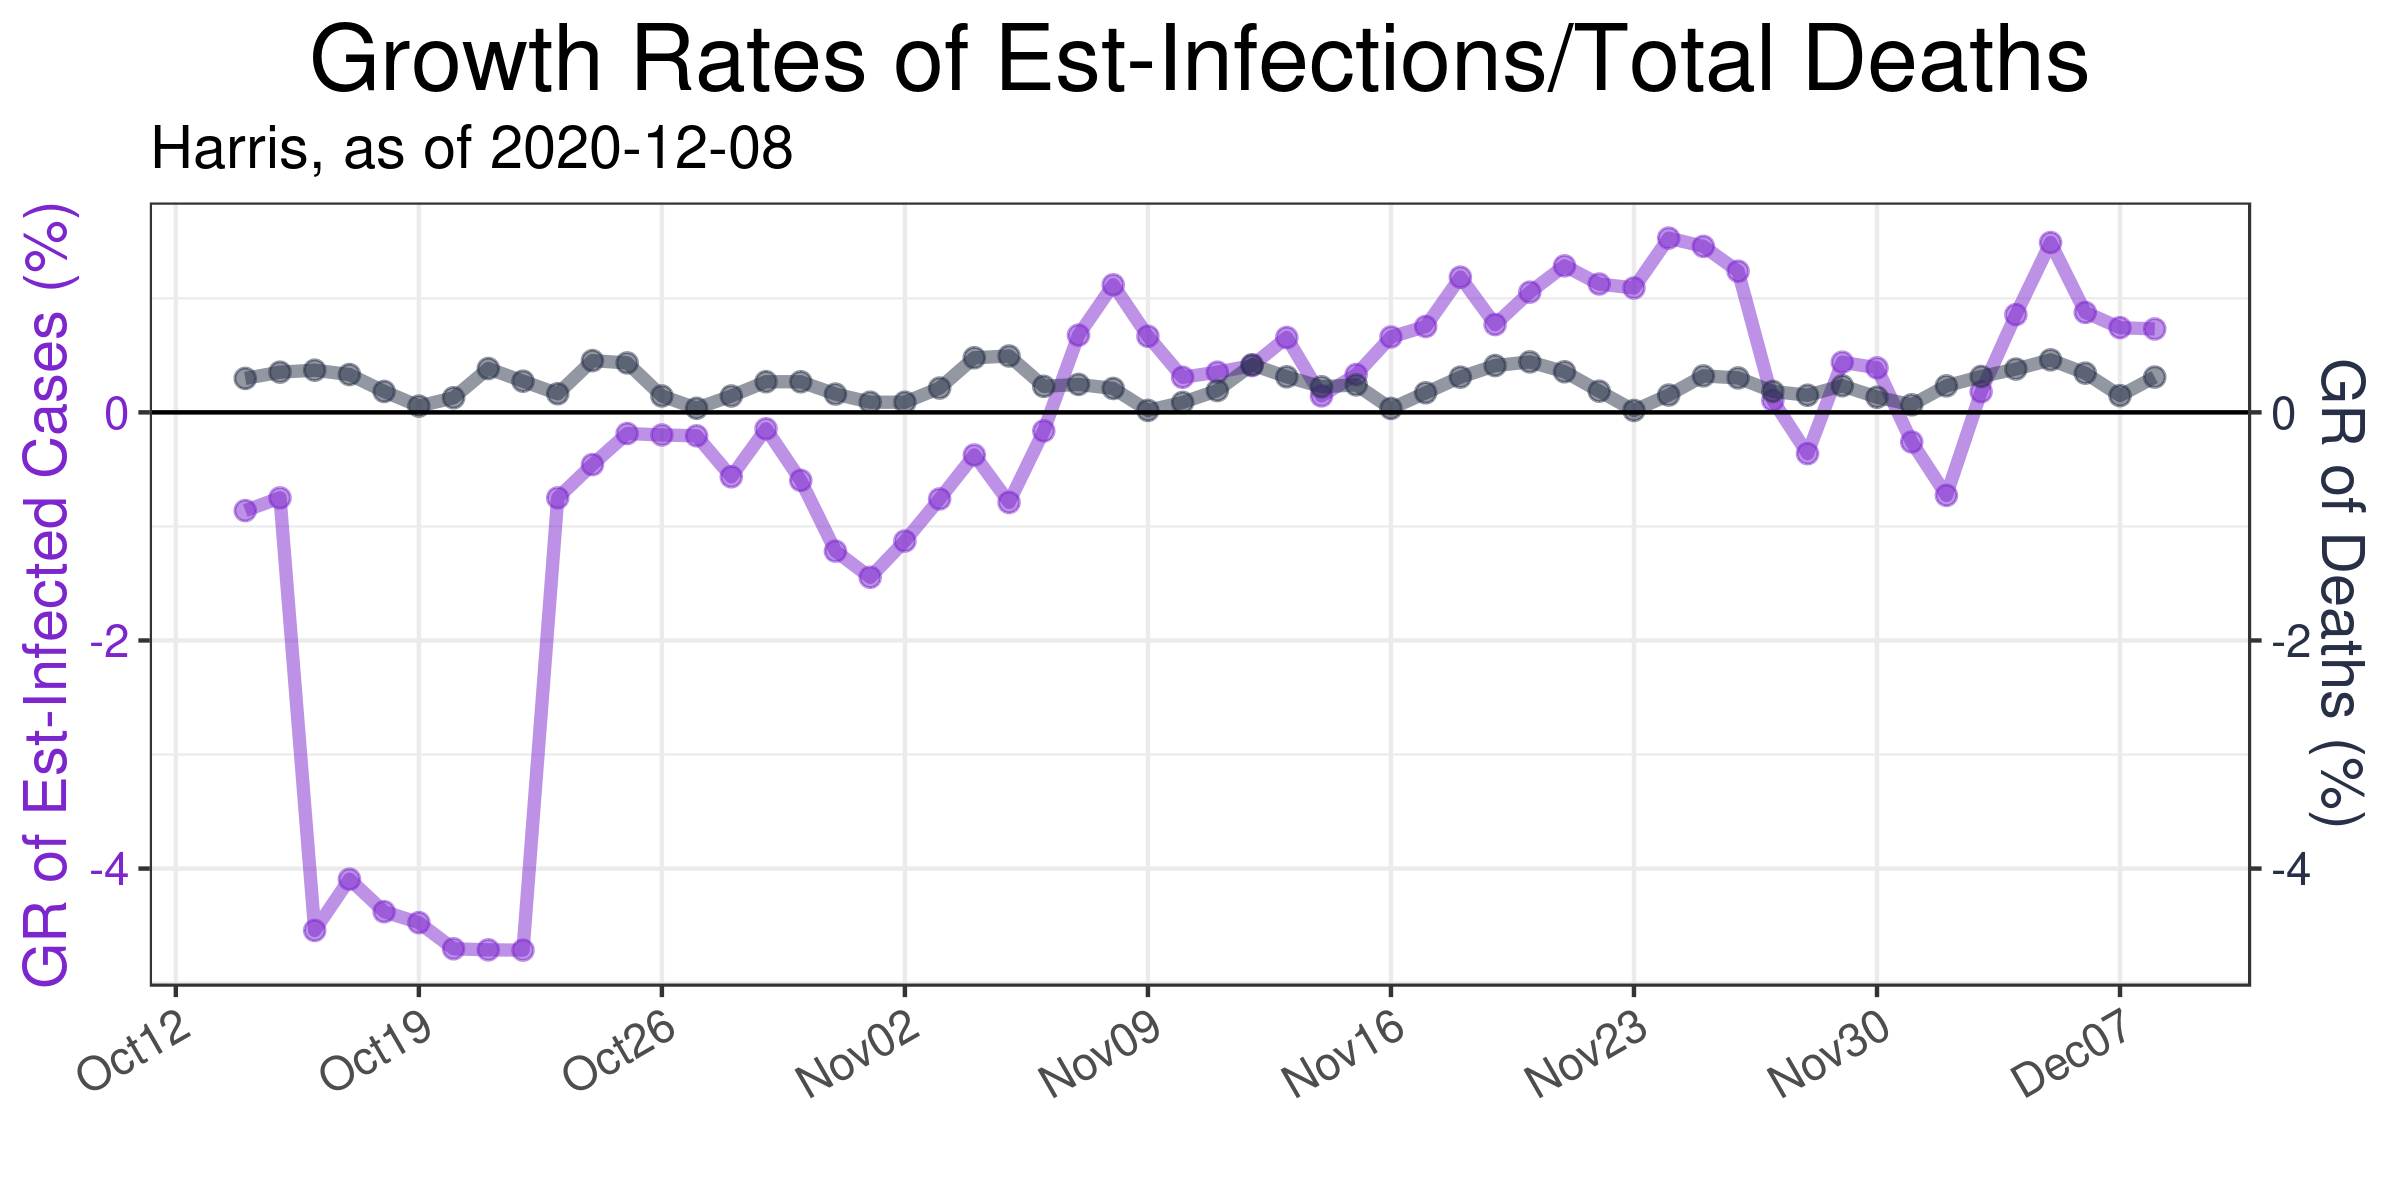 Growth Rates of Est-Infections/Total Deaths
Harris, as of 2020-12-08
GR of Est-Infected Cases (%)
0
-2
-4
0
-2
-4
GR of Deaths (%)
Oct12
Oct19
Oct26
Nov02
Nov09
Nov16
Nov23
Nov30
Dec07